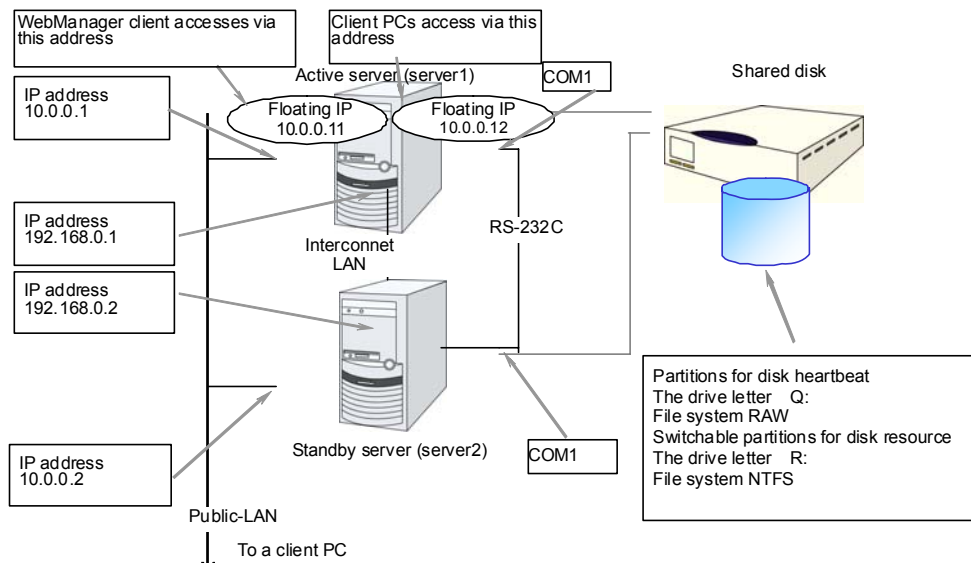 WebManager client accesses via
this address
Client PCs access via this
address
Active server (server1)
COM1
Shared disk
IP address
10.0.0.1
Floating IP
10.0.0.11
Floating IP
10.0.0.12
IP address
192.168.0.1
RS-232C
Interconnet
LAN
IP address
192.168.0.2
Partitions for disk heartbeat
The drive letter Q:
File system RAW
Switchable partitions for disk resource
The drive letter R:
File system NTFS
Standby server (server2)
COM1
IP address
10.0.0.2
Public-LAN
To a client PC